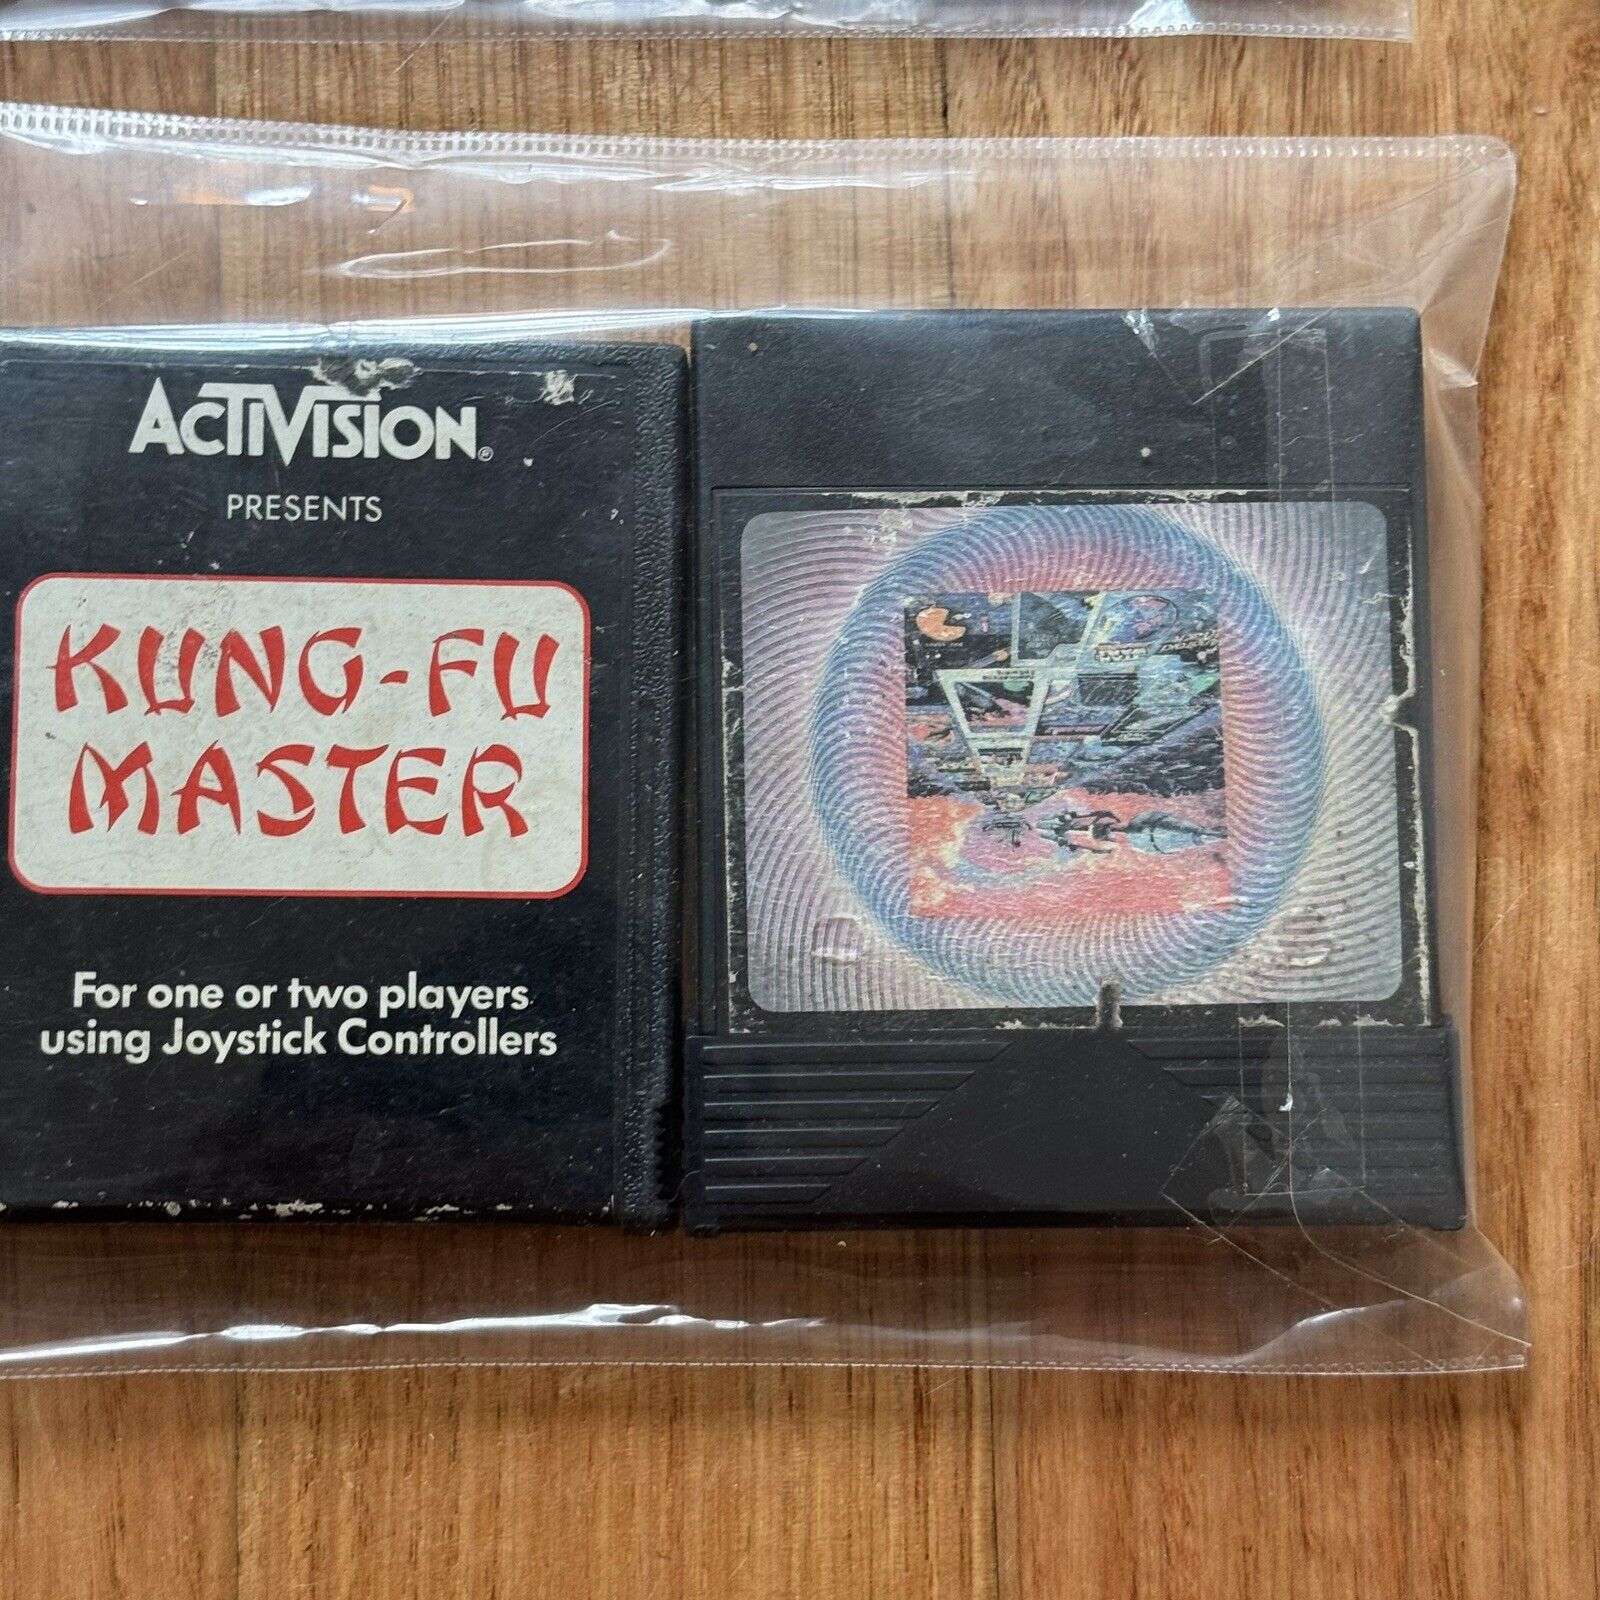 ACTIVISION®
PRESENTS
KUNG-FU
MASTER
For one or two players
using Joystick Controllers